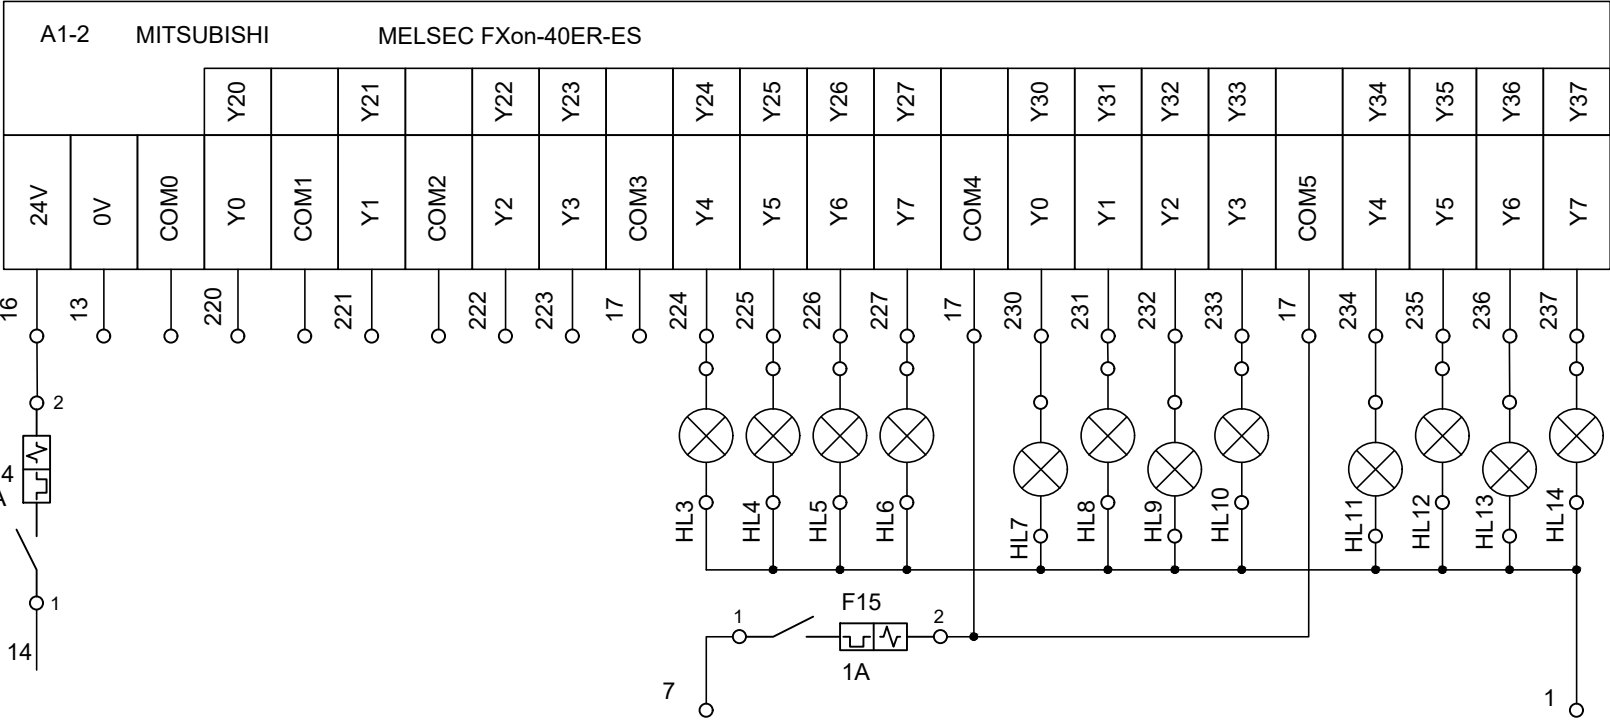 A1-2 MITSUBISHI MELSEC FXon-40ER-ES
Y20 Y21 Y22 Y23 Y24 Y25 Y26 Y27 Y30 Y31 Y32 Y33 Y34 Y35 Y36 Y37
24V 0V COM0 Y0 COM1 Y1 COM2 Y2 Y3 COM3 Y4 Y5 Y6 Y7 COM4 Y0 Y1 Y2 Y3 COM5 Y4 Y5 Y6 Y7
16 13 220 221 222 223 17 224 225 226 227 17 230 231 232 233 17 234 235 236 237
2
4
A
HL3 HL4 HL5 HL6 HL7 HL8 HL9 HL10 HL11 HL12 HL13 HL14
1
F15
1 2
14
1A
7
1